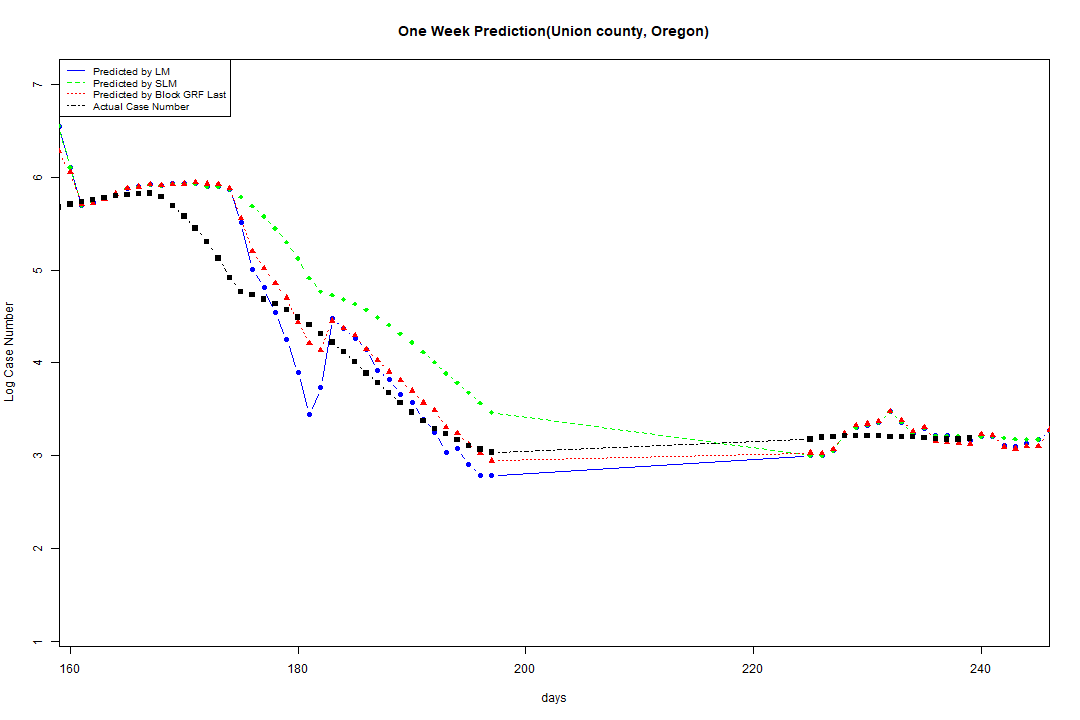 One Week Prediction(Union county, Oregon)
Predicted by LM
Predicted by SLM
Predicted by Block GRF Last
Actual Case Number
7
6
5
4
3
2
1
Log Case Number
160 180 200 220 240
days